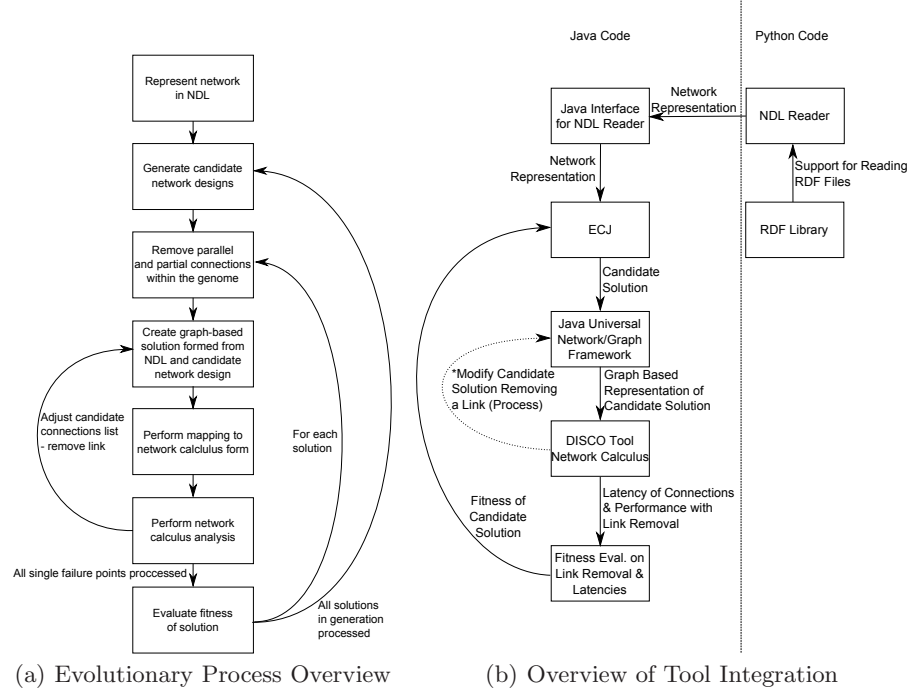 Represent network
in NDL
Generate candidate
network designs
Remove parallel
and partial connections
within the genome
Create graph-based
solution formed from
NDL and candidate
network design
Adjust candidate
connections list
- remove link
Perform mapping to
network calculus form
For each
solution
Perform network
calculus analysis
All single failure points proccessed
Evaluate fitness
of solution
All solutions
in generation
processed
(a) Evolutionary Process Overview
Java Code
Python Code
Java Interface
for NDL Reader
Network
Representation
NDL Reader
Network
Representation
Support for Reading
RDF Files
ECJ
RDF Library
Candidate
Solution
Java Universal
Network/Graph
Framework
*Modify Candidate
Solution Removing
a Link (Process)
Graph Based
Representation of
Candidate Solution
DISCO Tool
Network Calculus
Fitness of
Candidate
Solution
Latency of Connections
& Performance with
Link Removal
Fitness Eval. on
Link Removal &
Latencies
(b) Overview of Tool Integration